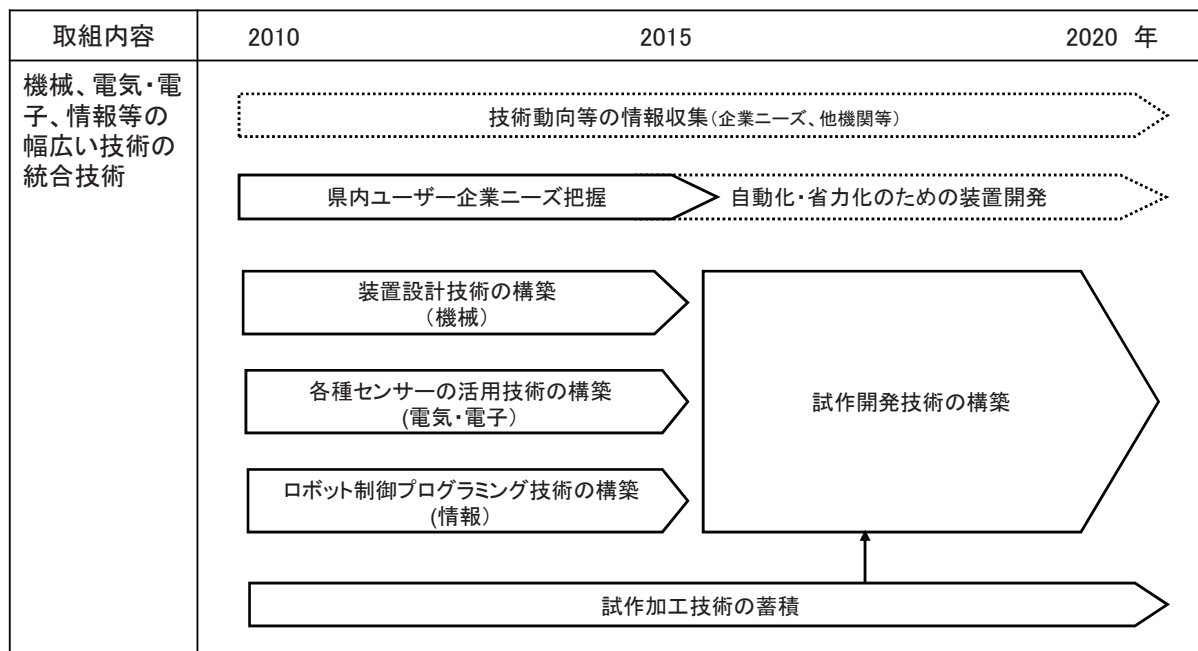 取組内容
2010 2015 2020 年
機械、電気・電
子、情報等の
幅広い技術の
統合技術
技術動向等の情報収集(企業ニーズ、他機関等)
県内ユーザー企業ニーズ把握
自動化・省力化のための装置開発
装置設計技術の構築
(機械)
各種センサーの活用技術の構築
(電気・電子)
ロボット制御プログラミング技術の構築
(情報)
試作開発技術の構築
試作加工技術の蓄積